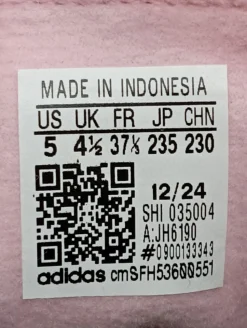 MADE IN INDONESIA
US UK FR JP CHN
5 4½ 37⅓ 235 230
12/24
SHI 035004
A:JH6190
#0900133343
adidas cmSFH53600551